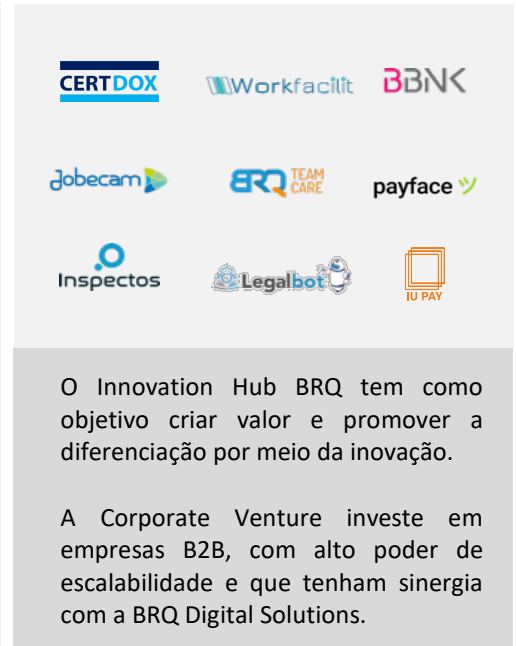 CERTDOX Workfacilit BBNK
Jobecam BRQ TEAM CARE payface ツ
Inspectos Legalbot IU PAY
O Innovation Hub BRQ tem como
objetivo criar valor e promover a
diferenciação por meio da inovação.
A Corporate Venture investe em
empresas B2B, com alto poder de
escalabilidade e que tenham sinergia
com a BRQ Digital Solutions.